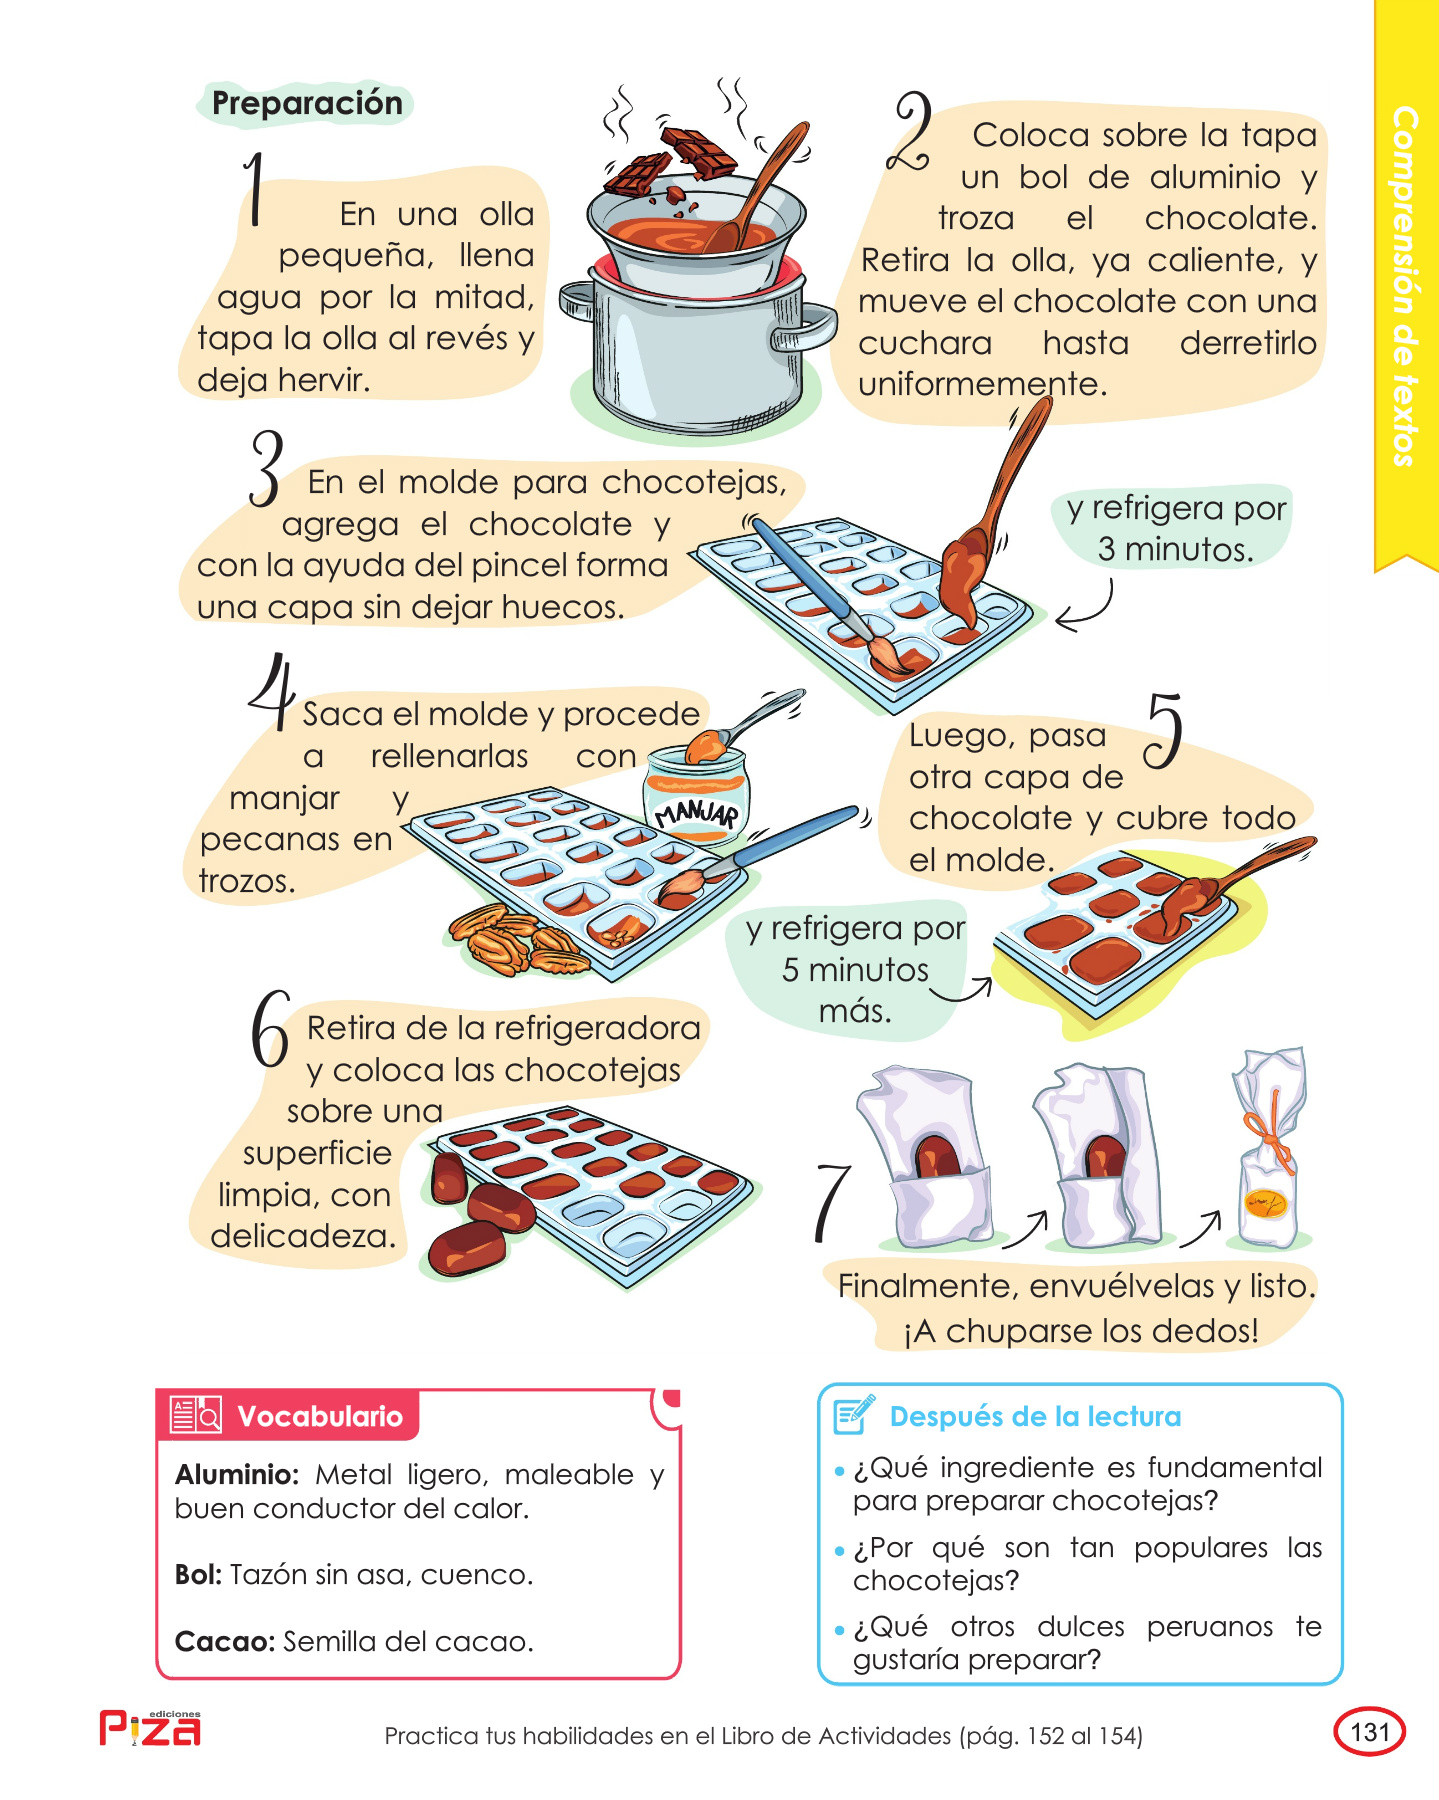 Comprensión de textos
Preparación
1
En una olla
pequeña, llena
agua por la mitad,
tapa la olla al revés y
deja hervir.
2
Coloca sobre la tapa
un bol de aluminio y
troza el chocolate.
Retira la olla, ya caliente, y
mueve el chocolate con una
cuchara hasta derretirlo
uniformemente.
3
En el molde para chocotejas,
agrega el chocolate y
con la ayuda del pincel forma
una capa sin dejar huecos.
y refrigera por
3 minutos.
4
Saca el molde y procede
a rellenarlas con
manjar y
pecanas en
trozos.
MANJAR
5
Luego, pasa
otra capa de
chocolate y cubre todo
el molde.
y refrigera por
5 minutos
más.
6
Retira de la refrigeradora
y coloca las chocotejas
sobre una
superficie
limpia, con
delicadeza.
7
Finalmente, envuélvelas y listo.
¡A chuparse los dedos!
Vocabulario
Aluminio: Metal ligero, maleable y
buen conductor del calor.
Bol: Tazón sin asa, cuenco.
Cacao: Semilla del cacao.
Después de la lectura
• ¿Qué ingrediente es fundamental
para preparar chocotejas?
• ¿Por qué son tan populares las
chocotejas?
• ¿Qué otros dulces peruanos te
gustaría preparar?
ediciones
Piza
Practica tus habilidades en el Libro de Actividades (pág. 152 al 154)
131